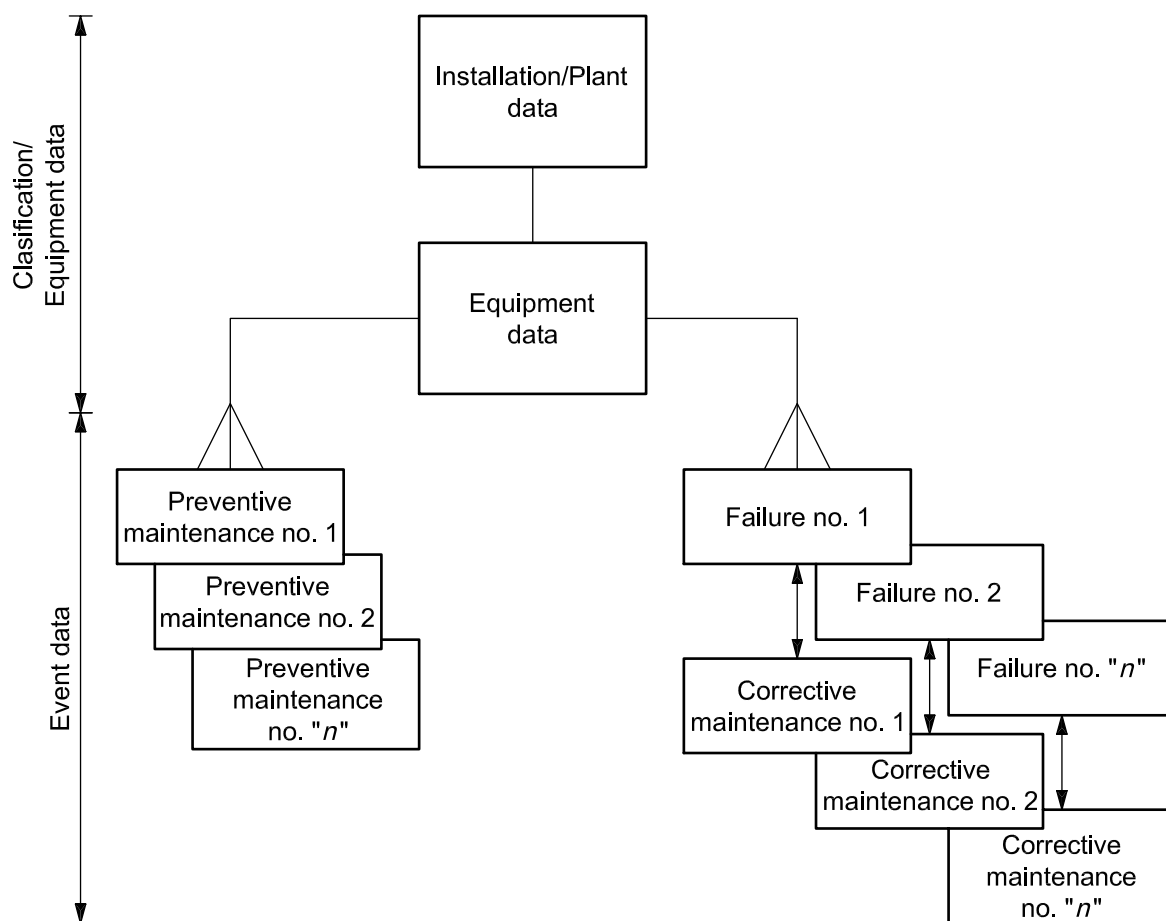 Clasification/
Equipment data
Event data
Installation/Plant
data
Equipment
data
Preventive
maintenance no. 1
Preventive
maintenance no. 2
Preventive
maintenance
no. "n"
Failure no. 1
Failure no. 2
Failure no. "n"
Corrective
maintenance no. 1
Corrective
maintenance no. 2
Corrective
maintenance
no. "n"